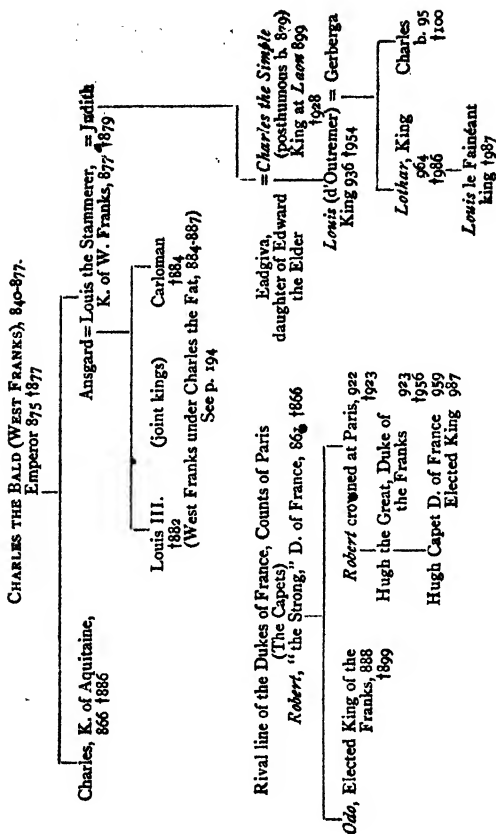 CHARLES THE BALD (WEST FRANKS), 840-877.
Emperor 875 †877
Charles, K. of Aquitaine,
866 †886
Ansgard = Louis the Stammerer, = Judith
K. of W. Franks, 877 †879
Louis III. (joint kings) Carloman
†882 †884
(West Franks under Charles the Fat, 884-887)
See p. 194
Eadgiva,
daughter of Edward
the Elder
= Charles the Simple
(posthumous b. 879)
King at Laon 899
†928
Louis (d'Outremer) = Gerberga
King 936 †954
Lothar, King
964
†986
Charles
b. 95
†100
Louis le Fainéant
king †987
Rival line of the Dukes of France, Counts of Paris
(The Capets)
Robert, "the Strong," D. of France, †866
Odo, Elected King of the
Franks, 888
†899
Robert crowned at Paris, 922
†923
Hugh the Great, Duke of 923
the Franks †956
Hugh Capet D. of France 959
Elected King 987